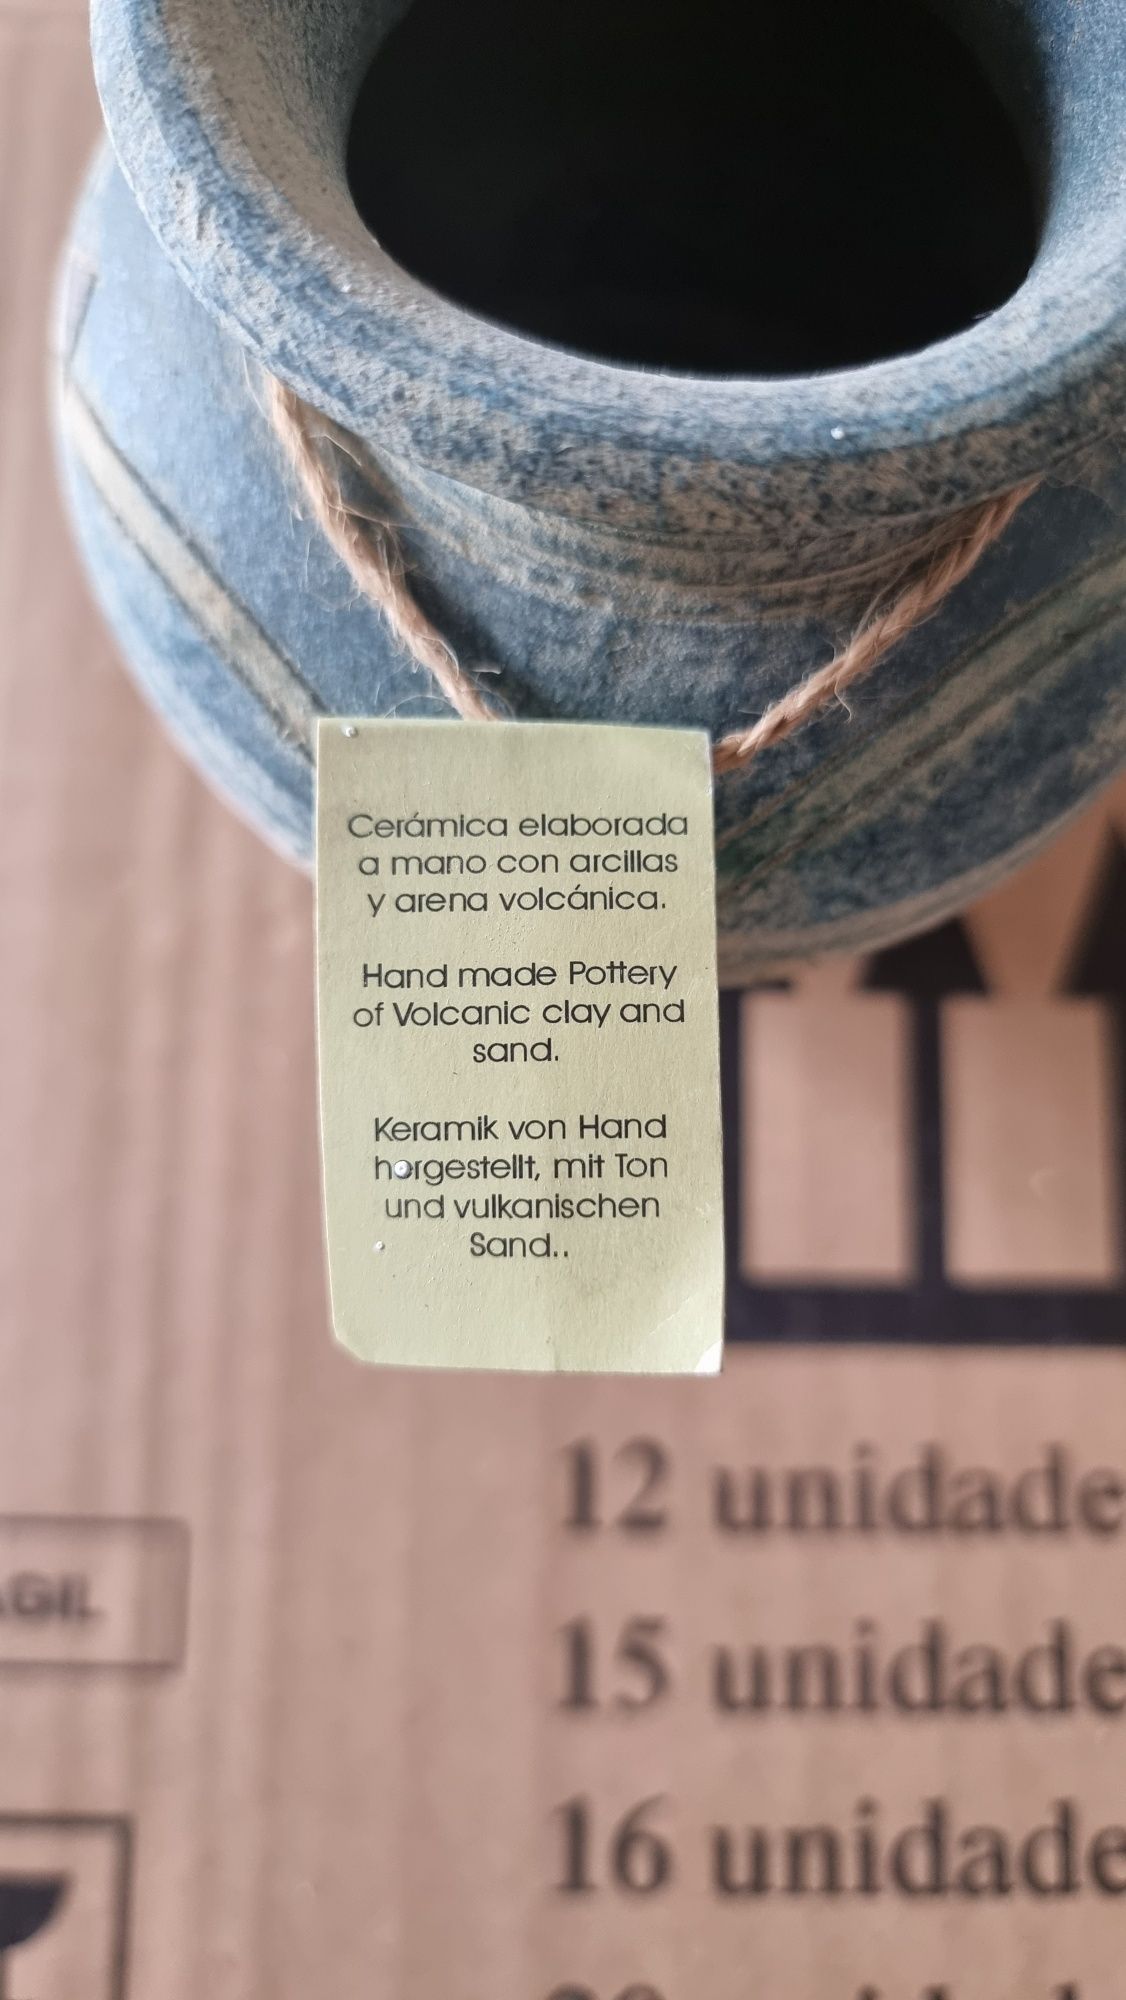 Cerámica elaborada
a mano con arcillas
y arena volcánica.
Hand made Pottery
of Volcanic clay and
sand.
Keramik von Hand
hergestellt, mit Ton
und vulkanischen
Sand..
12 unidade
AGIL
15 unidade
16 unidade